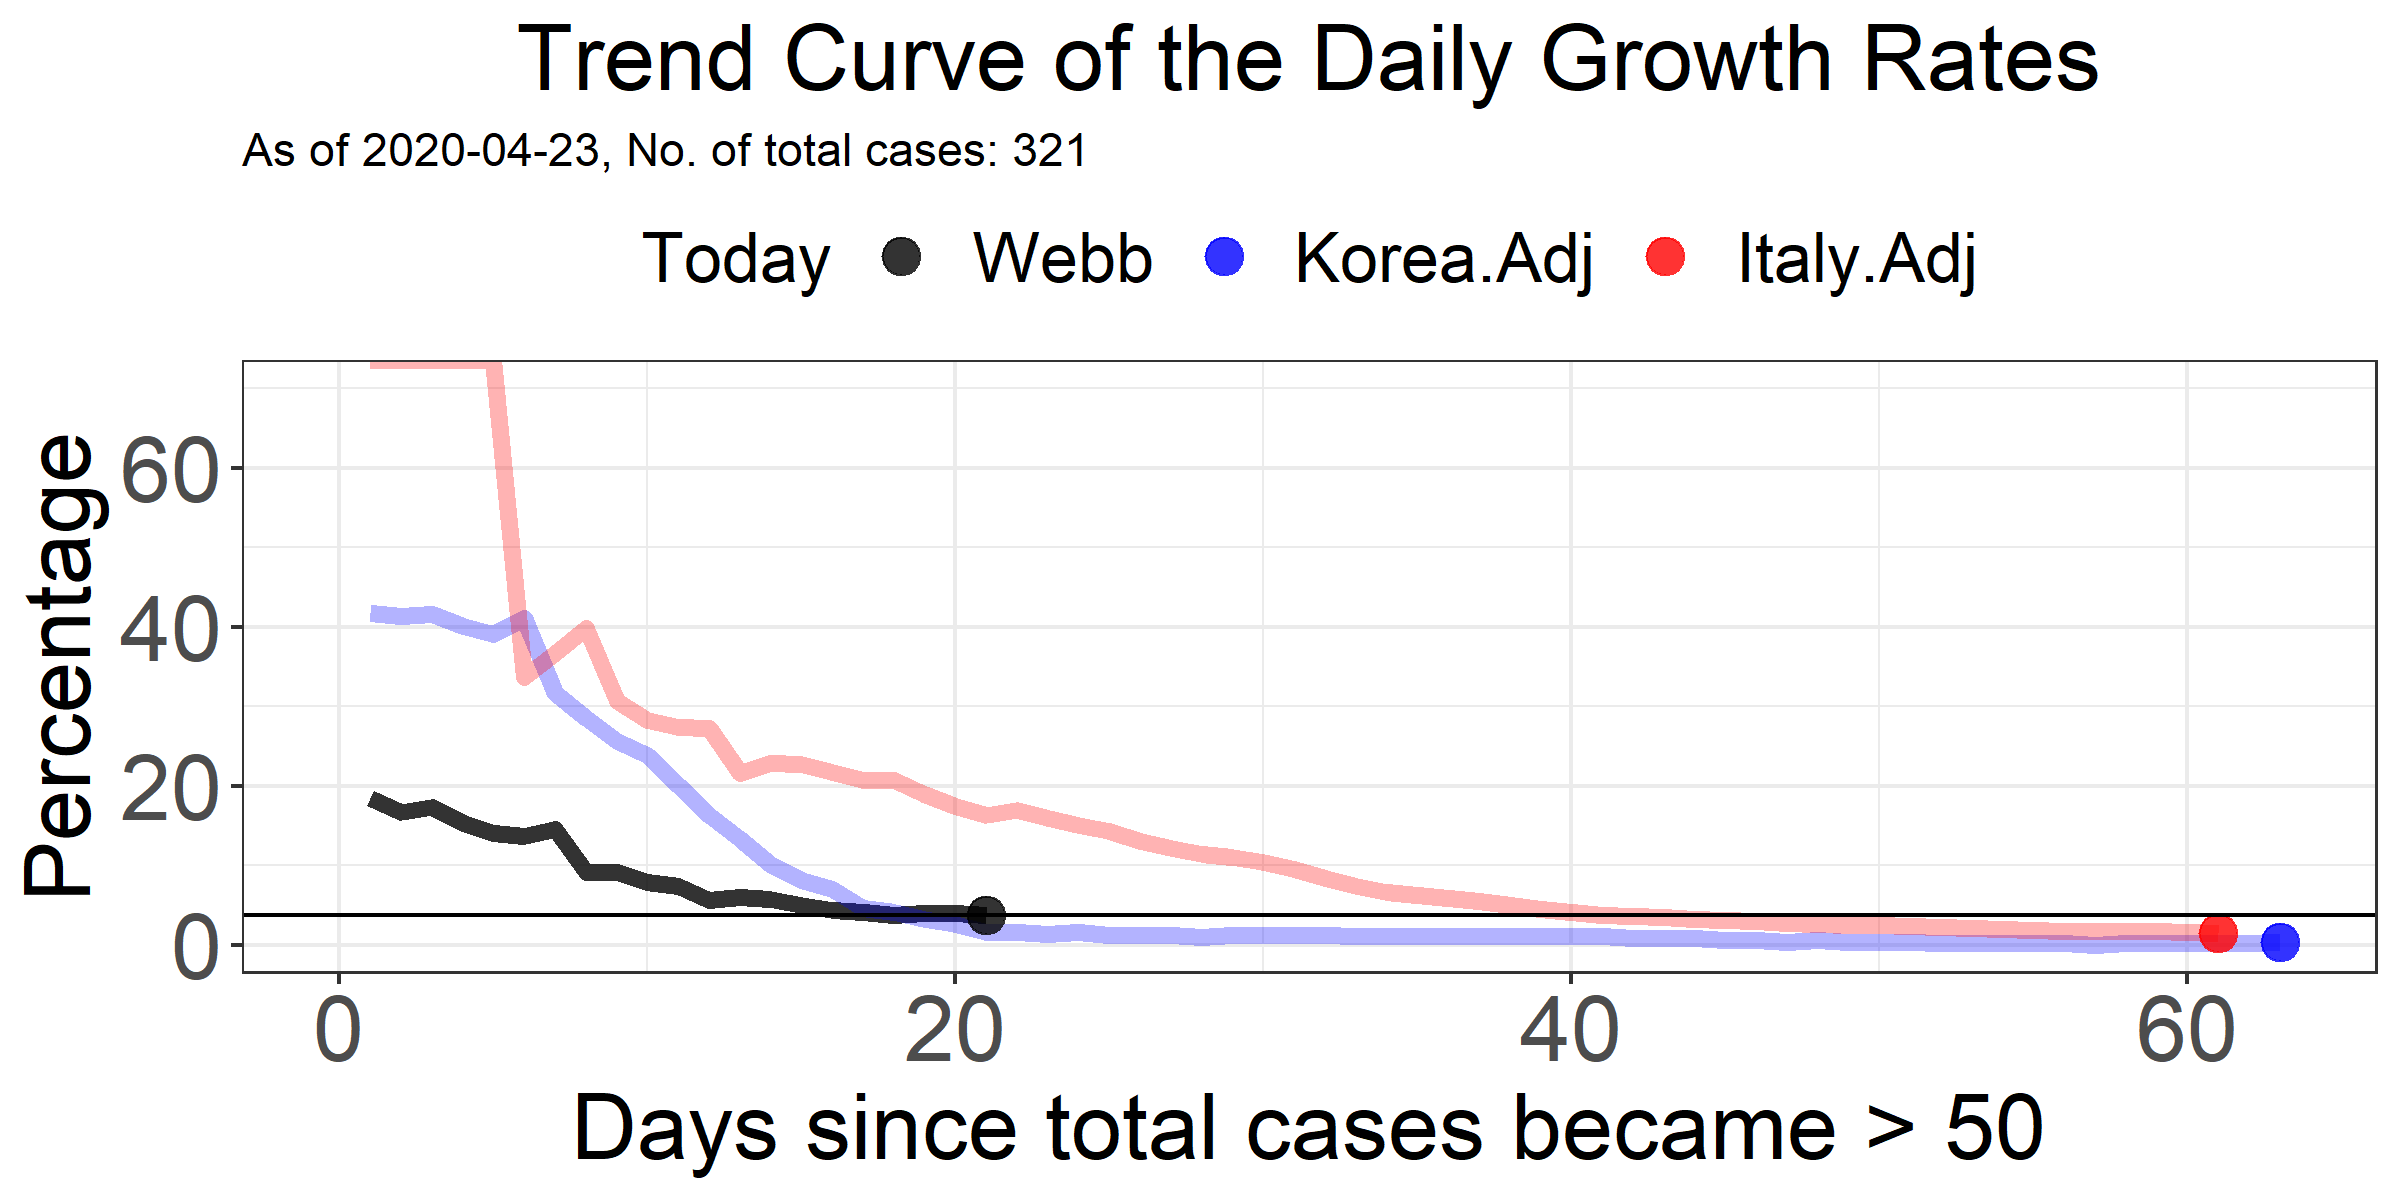 Trend Curve of the Daily Growth Rates
As of 2020-04-23, No. of total cases: 321
Today Webb Korea.Adj Italy.Adj
Percentage
60
40
20
0
0 20 40 60
Days since total cases became > 50